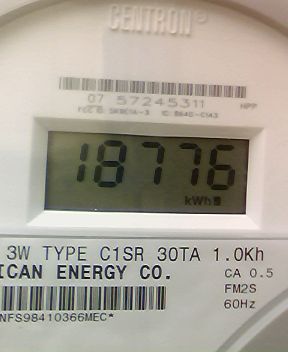 CENTRON®
07 57245311 HPP
18776
kWh
3W TYPE C1SR 30TA 1.0Kh
ICAN ENERGY CO. CA 0.5
FM2S
60Hz
NFS98410366MEC*